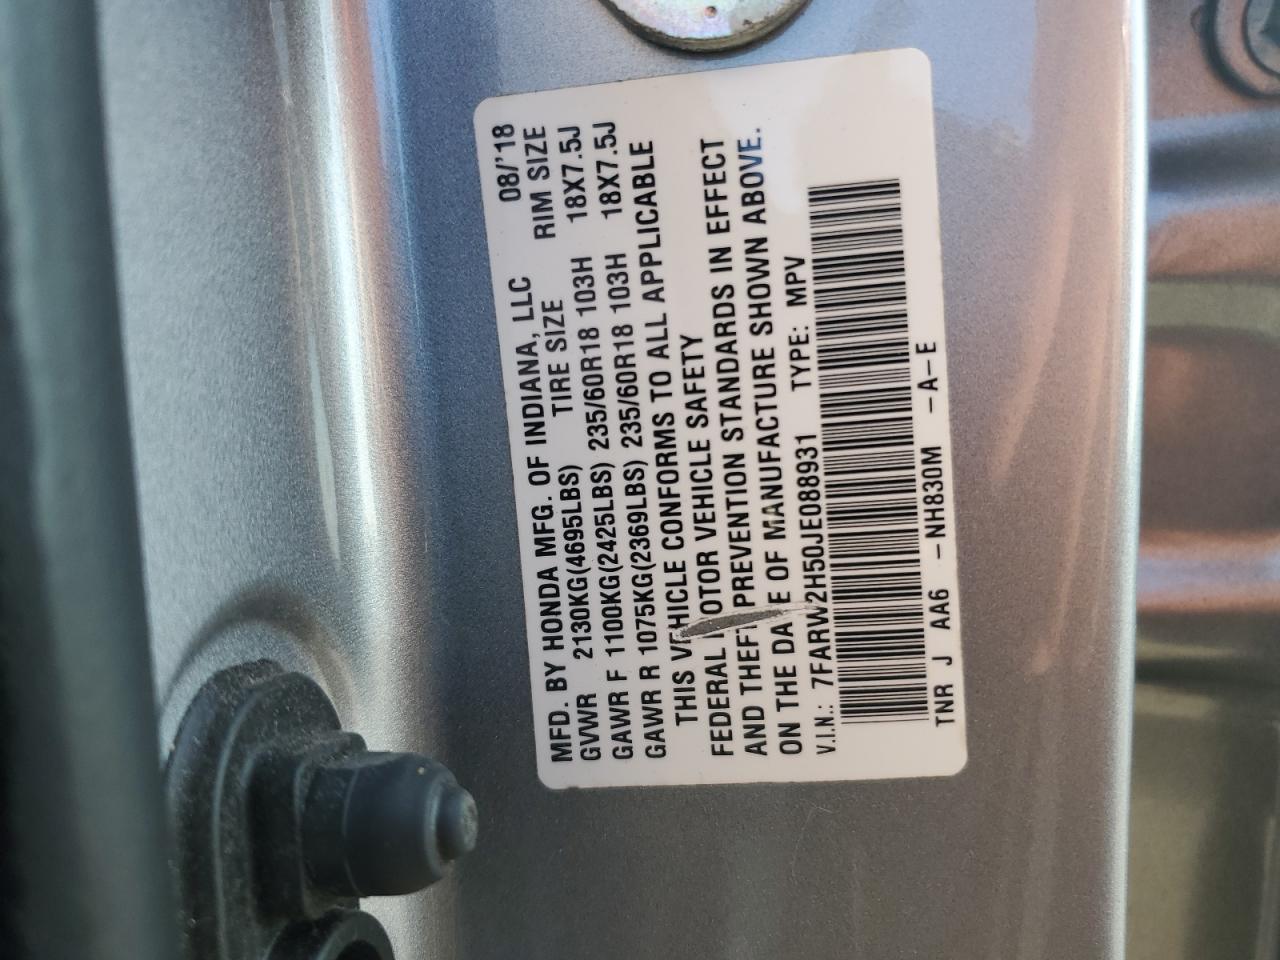 MFD. BY HONDA MFG. OF INDIANA, LLC 08/'18
GVWR 2130KG(4695LBS) TIRE SIZE RIM SIZE
GAWR F 1100KG(2425LBS) 235/60R18 103H 18X7.5J
GAWR R 1075KG(2369LBS) 235/60R18 103H 18X7.5J
THIS VEHICLE CONFORMS TO ALL APPLICABLE
FEDERAL MOTOR VEHICLE SAFETY
AND THEFT PREVENTION STANDARDS IN EFFECT
ON THE DATE OF MANUFACTURE SHOWN ABOVE.
V.I.N.: 7FARW2H50JE088931 TYPE: MPV
TNR J AA6 -NH830M -A-E